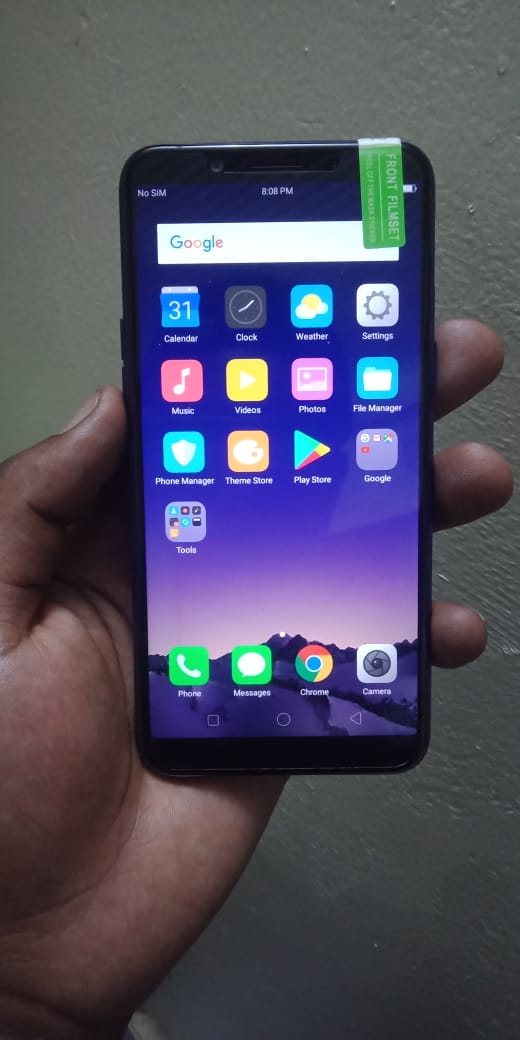 No SIM
8:08 PM
FRONT FILMSET
PEEL OFF THE MASK STICKER
Google
31
Calendar
Clock
Weather
Settings
Music
Videos
Photos
File Manager
Phone Manager
Theme Store
Play Store
Google
Tools
Phone
Messages
Chrome
Camera